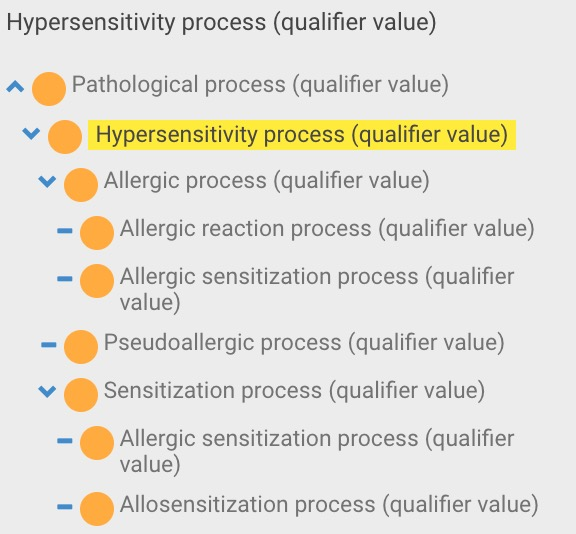 Hypersensitivity process (qualifier value)
Pathological process (qualifier value)
Hypersensitivity process (qualifier value)
Allergic process (qualifier value)
Allergic reaction process (qualifier value)
Allergic sensitization process (qualifier
value)
Pseudoallergic process (qualifier value)
Sensitization process (qualifier value)
Allergic sensitization process (qualifier
value)
Allosensitization process (qualifier value)